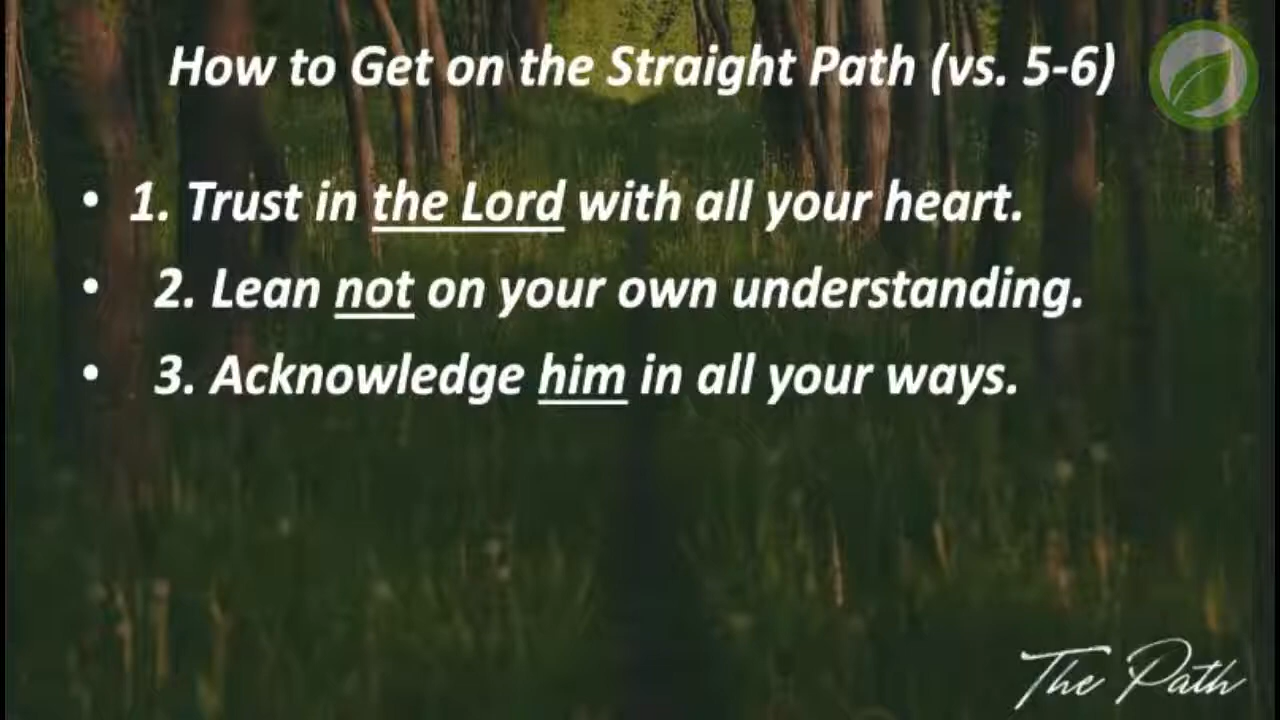 How to Get on the Straight Path (vs. 5-6)
• 1. Trust in the Lord with all your heart.
• 2. Lean not on your own understanding.
• 3. Acknowledge him in all your ways.
The Path